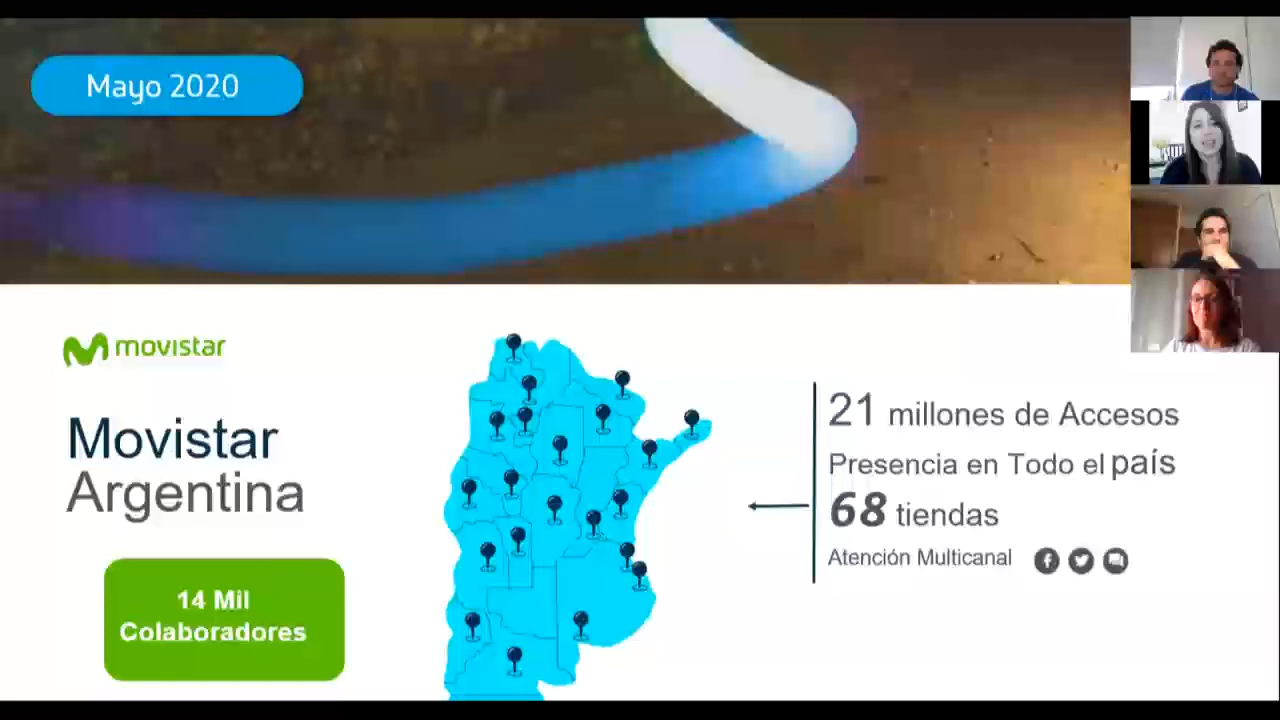 Mayo 2020
movistar
Movistar
Argentina
14 Mil
Colaboradores
21 millones de Accesos
Presencia en Todo el país
68 tiendas
Atención Multicanal